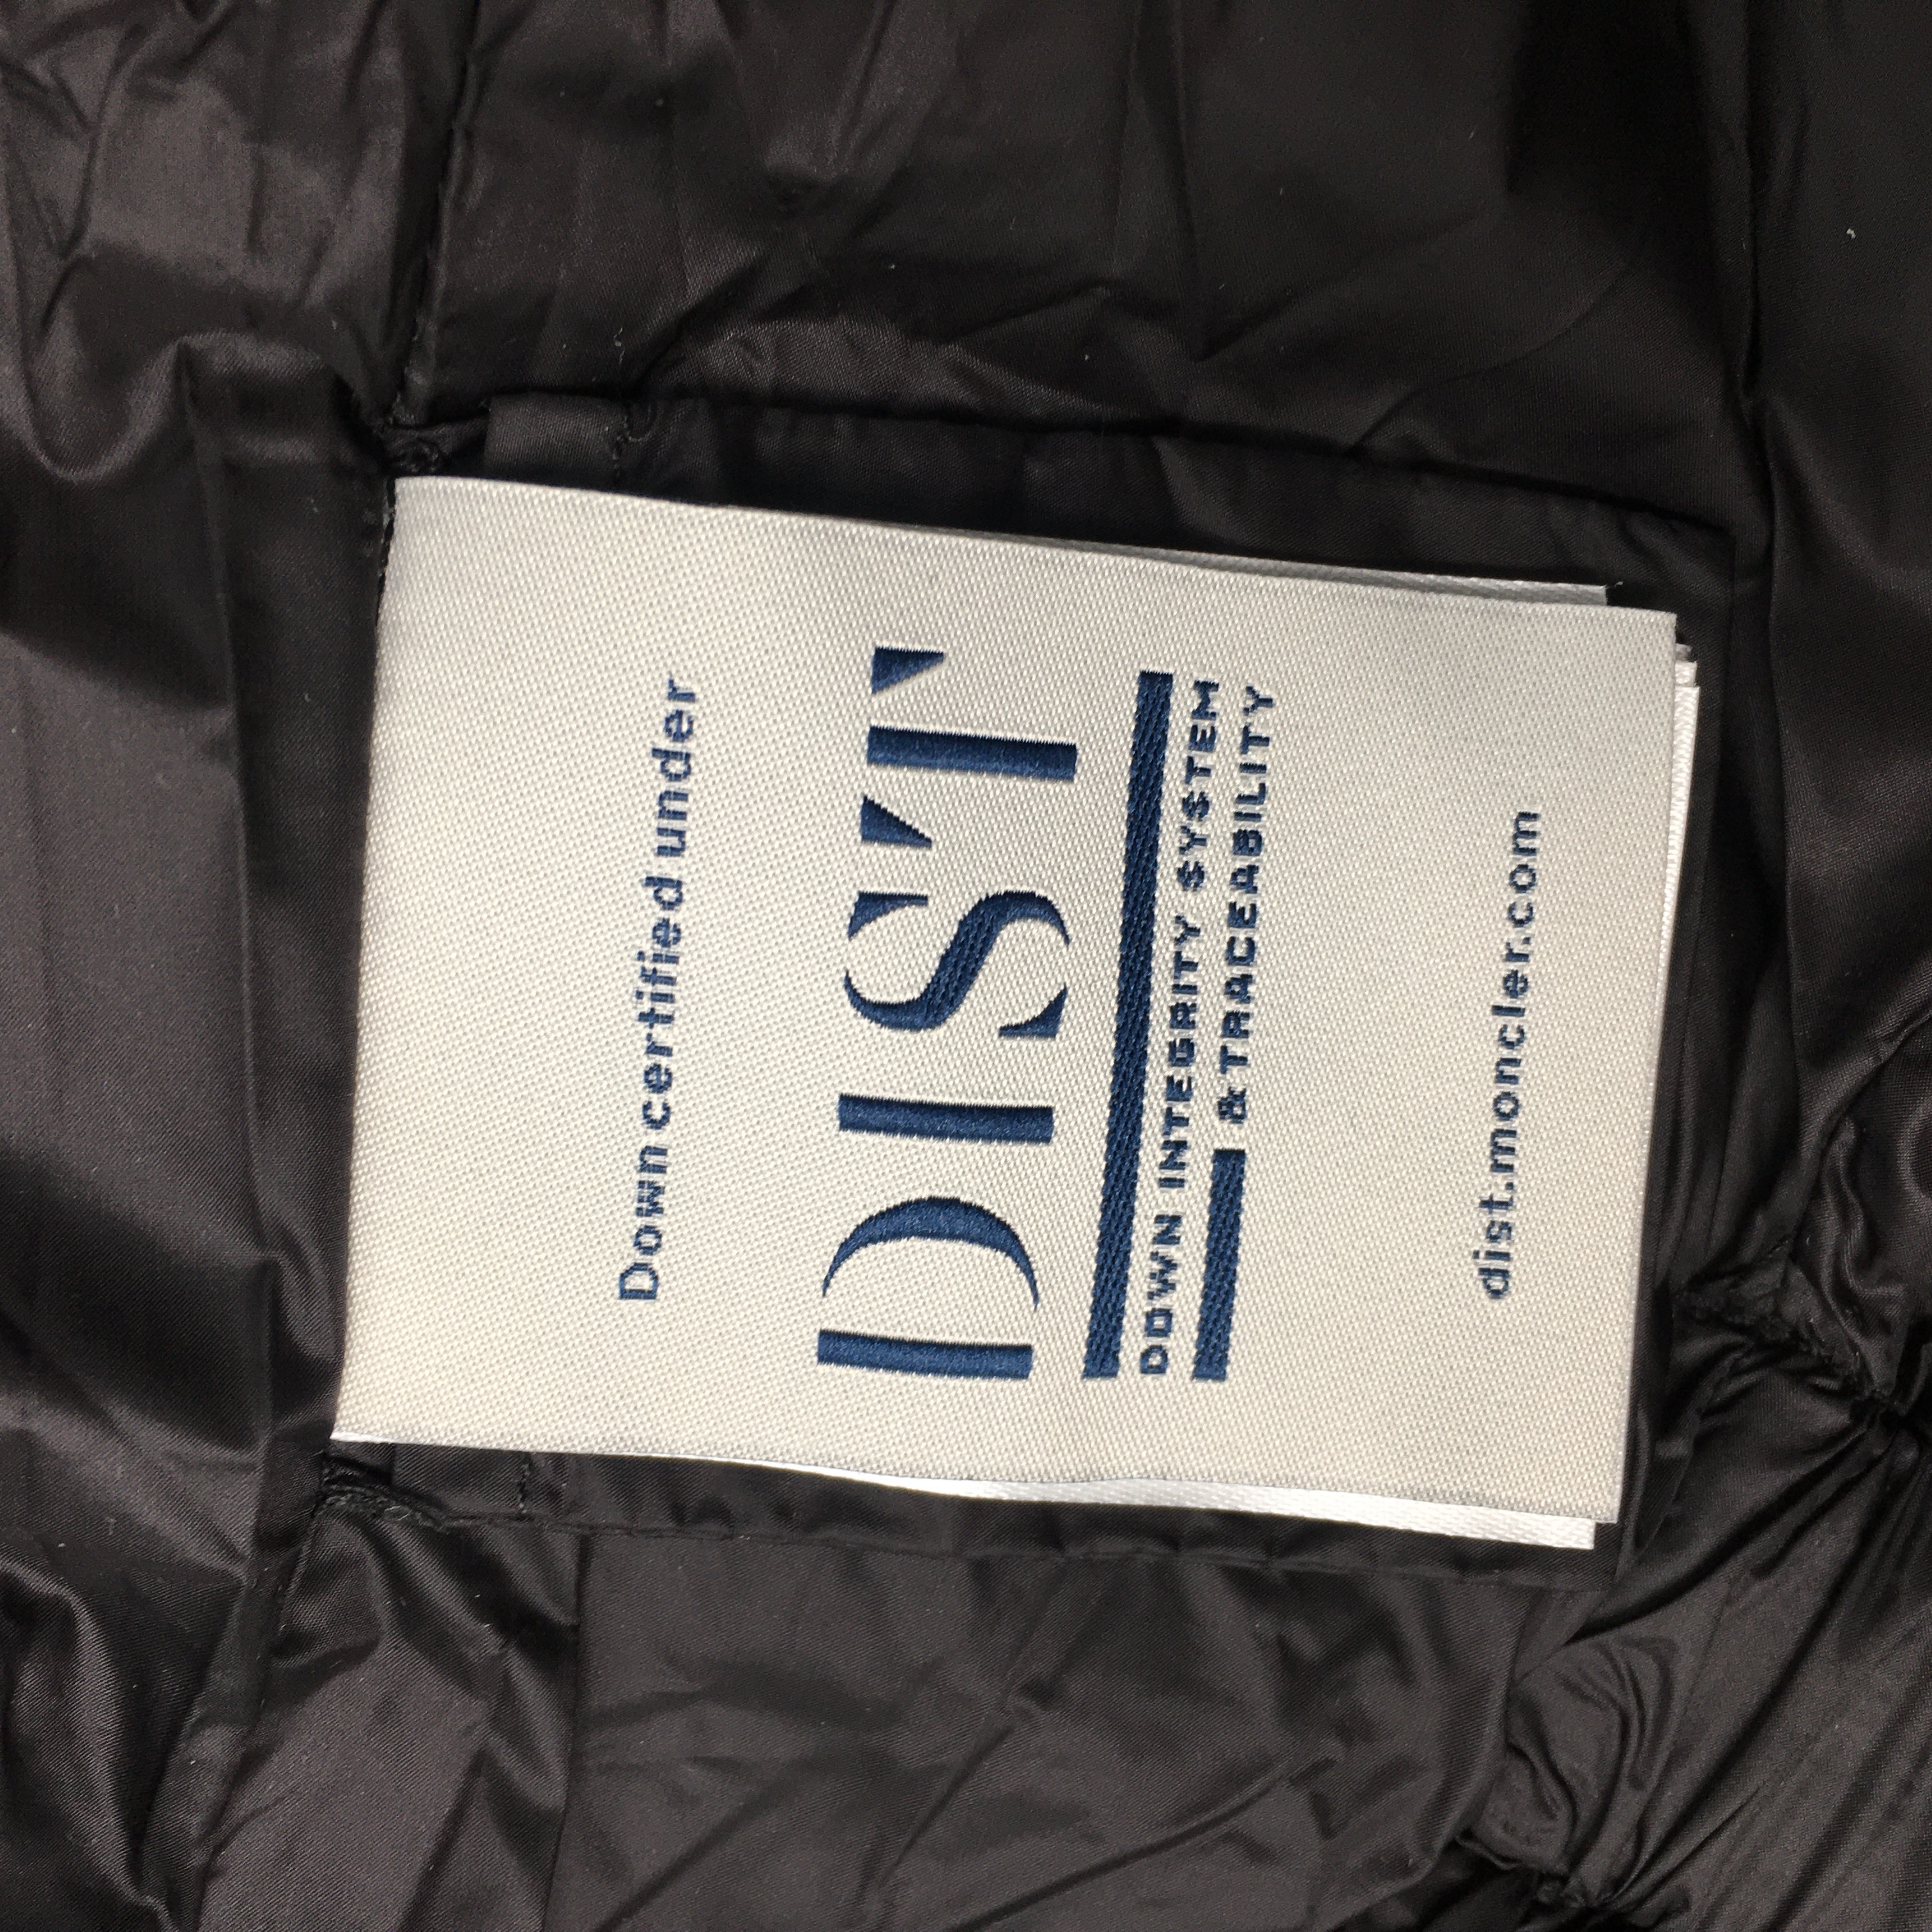 Down certified under
DIST
DOWN INTEGRITY SYSTEM
& TRACEABILITY
dist.moncler.com